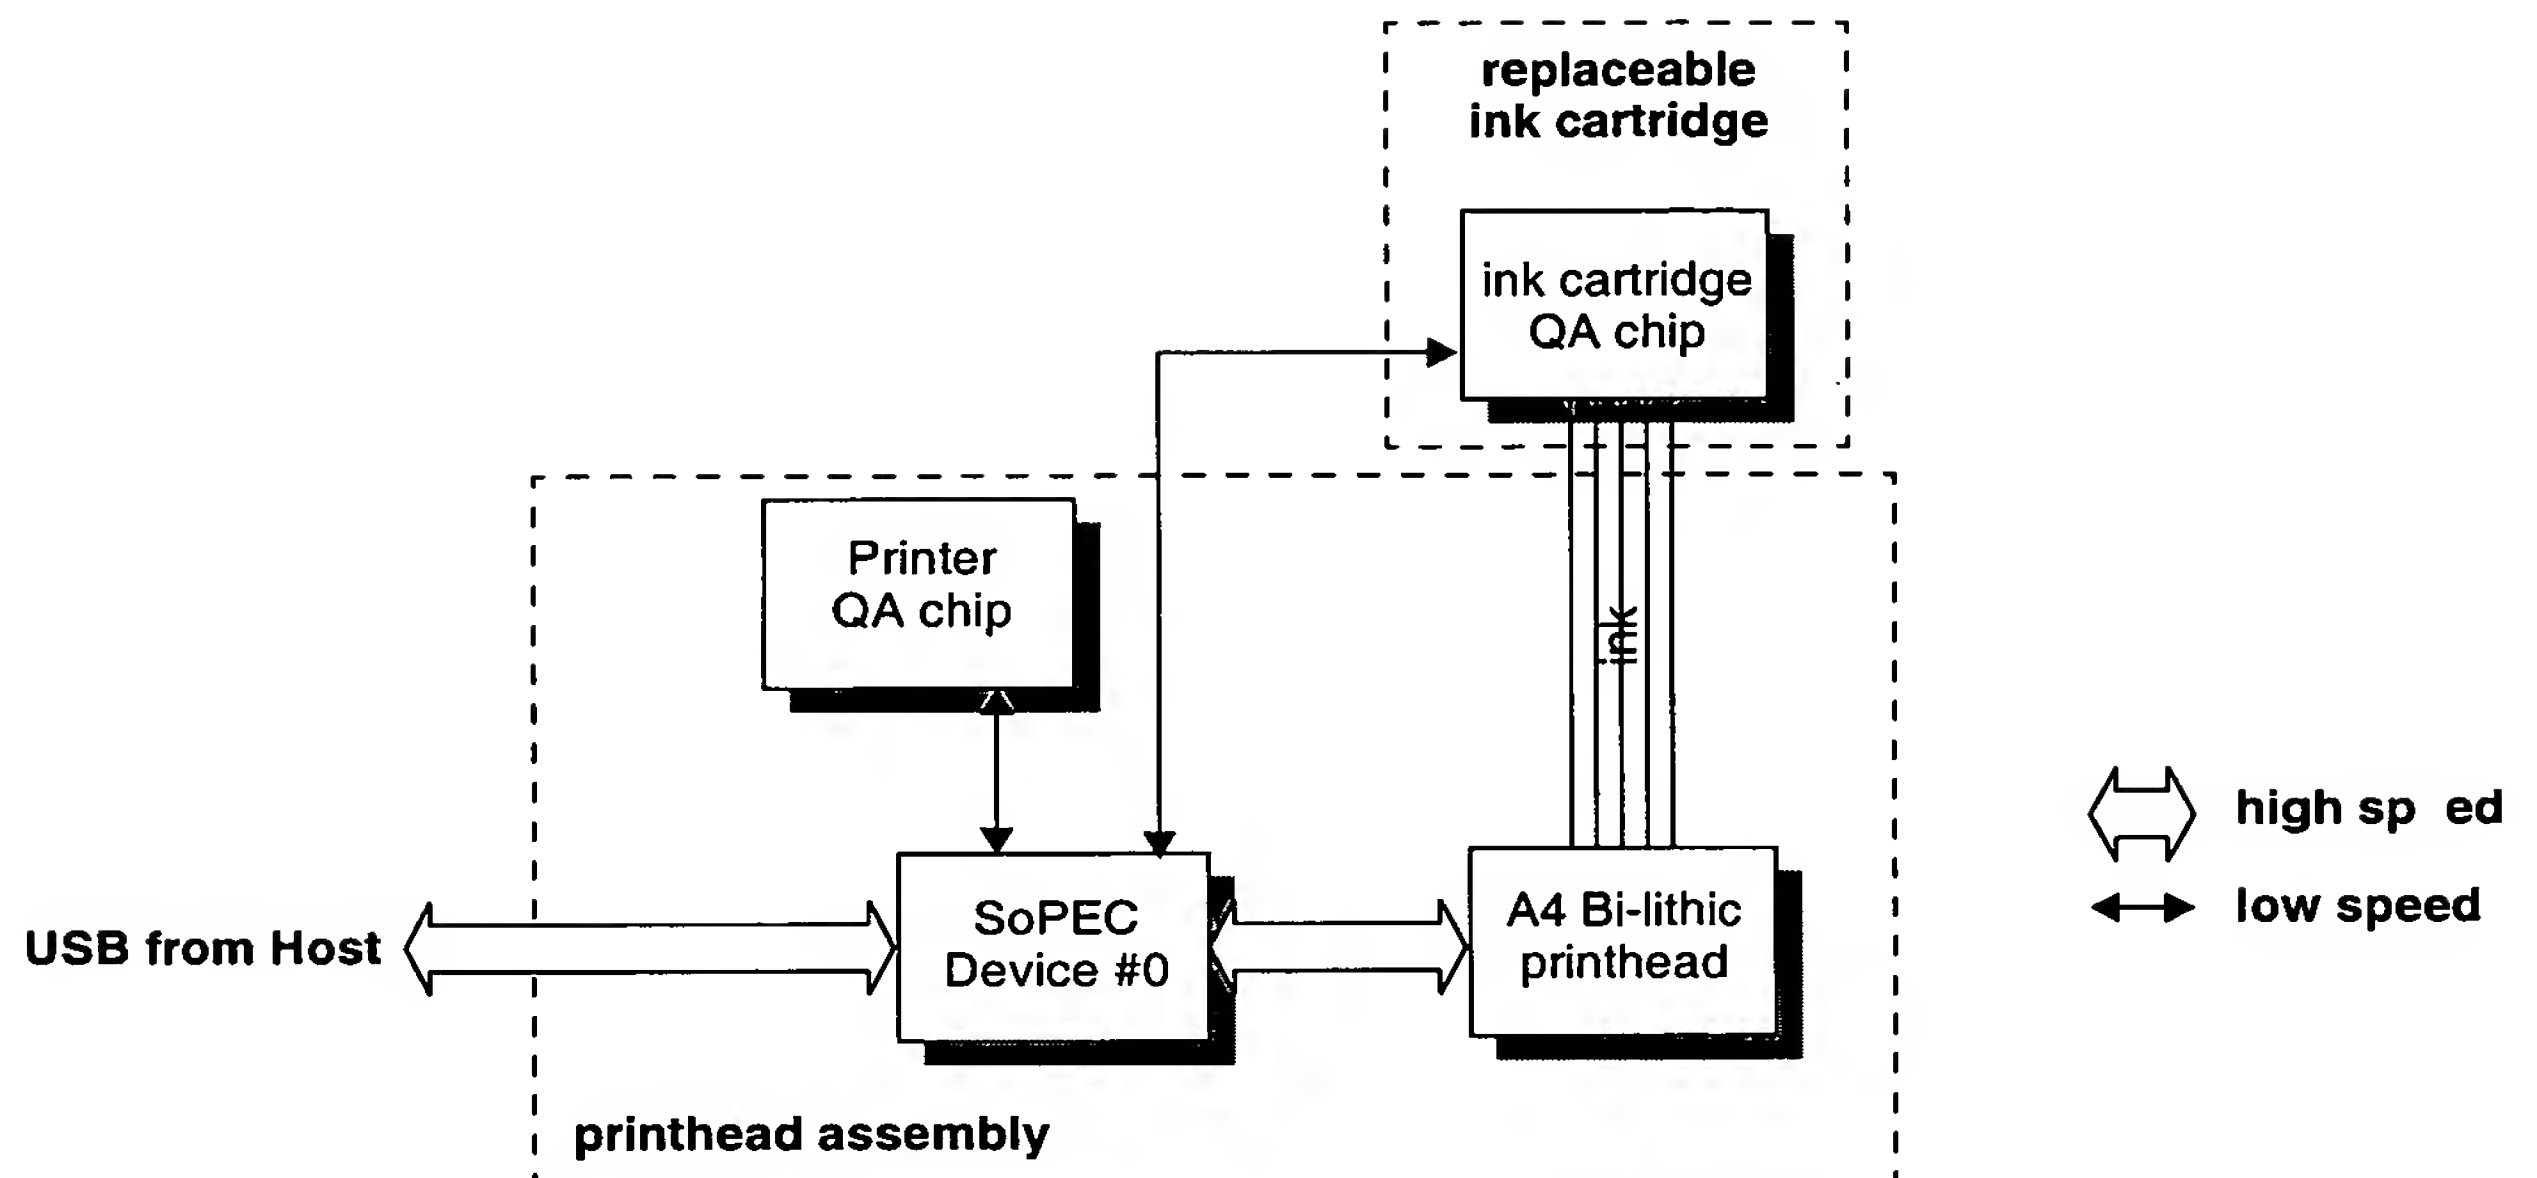 replaceable
ink cartridge
ink cartridge
QA chip
Printer
QA chip
ink
SoPEC
Device #0
A4 Bi-lithic
printhead
USB from Host
high sp ed
low speed
printhead assembly